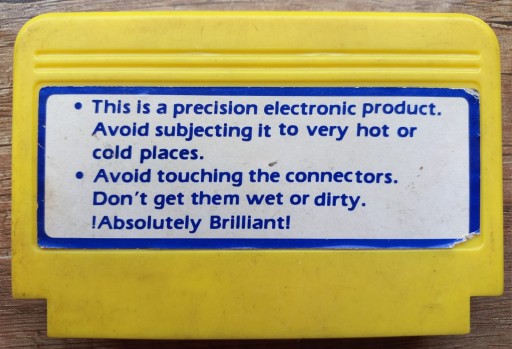 • This is a precision electronic product.
Avoid subjecting it to very hot or
cold places.
• Avoid touching the connectors.
Don't get them wet or dirty.
!Absolutely Brilliant!